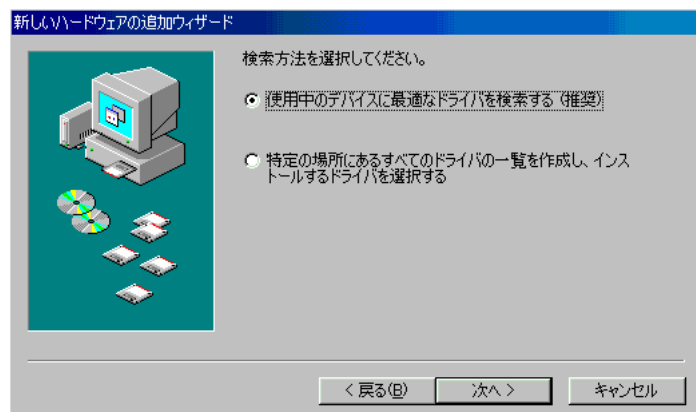 新しいハードウェアの追加ウィザード
検索方法を選択してください。
使用中のデバイスに最適なドライバを検索する (推奨)
特定の場所にあるすべてのドライバの一覧を作成し、インス
トールするドライバを選択する
< 戻る(B)
次へ >
キャンセル